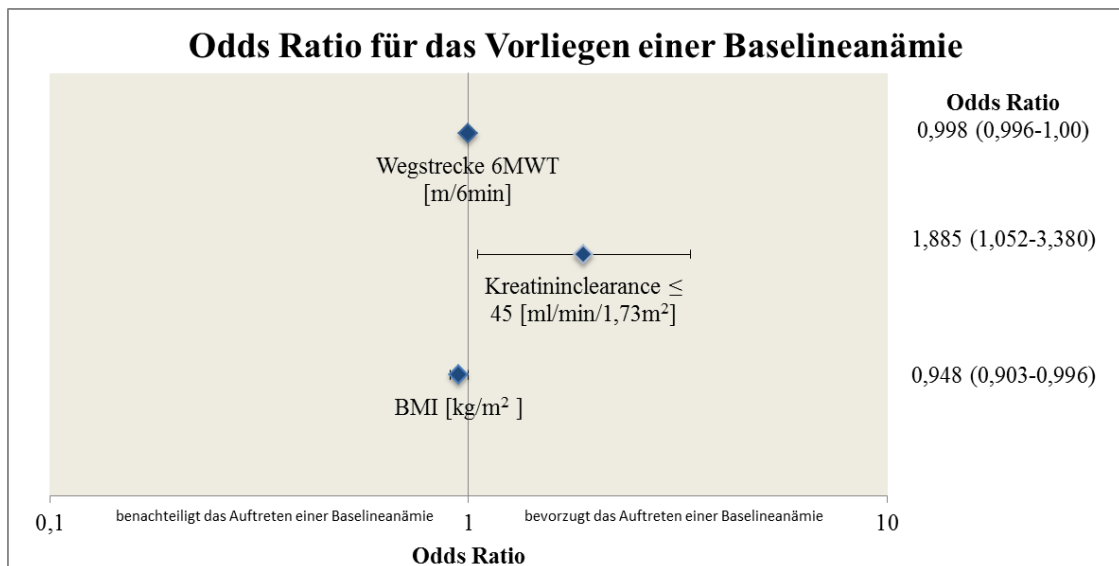 Odds Ratio für das Vorliegen einer Baselineanämie
Odds Ratio
0,998 (0,996-1,00)
Wegstrecke 6MWT
[m/6min]
1,885 (1,052-3,380)
Kreatininclearance ≤
45 [ml/min/1,73m²]
0,948 (0,903-0,996)
BMI [kg/m² ]
0,1
benachteiligt das Auftreten einer Baselineanämie
1
bevorzugt das Auftreten einer Baselineanämie
10
Odds Ratio